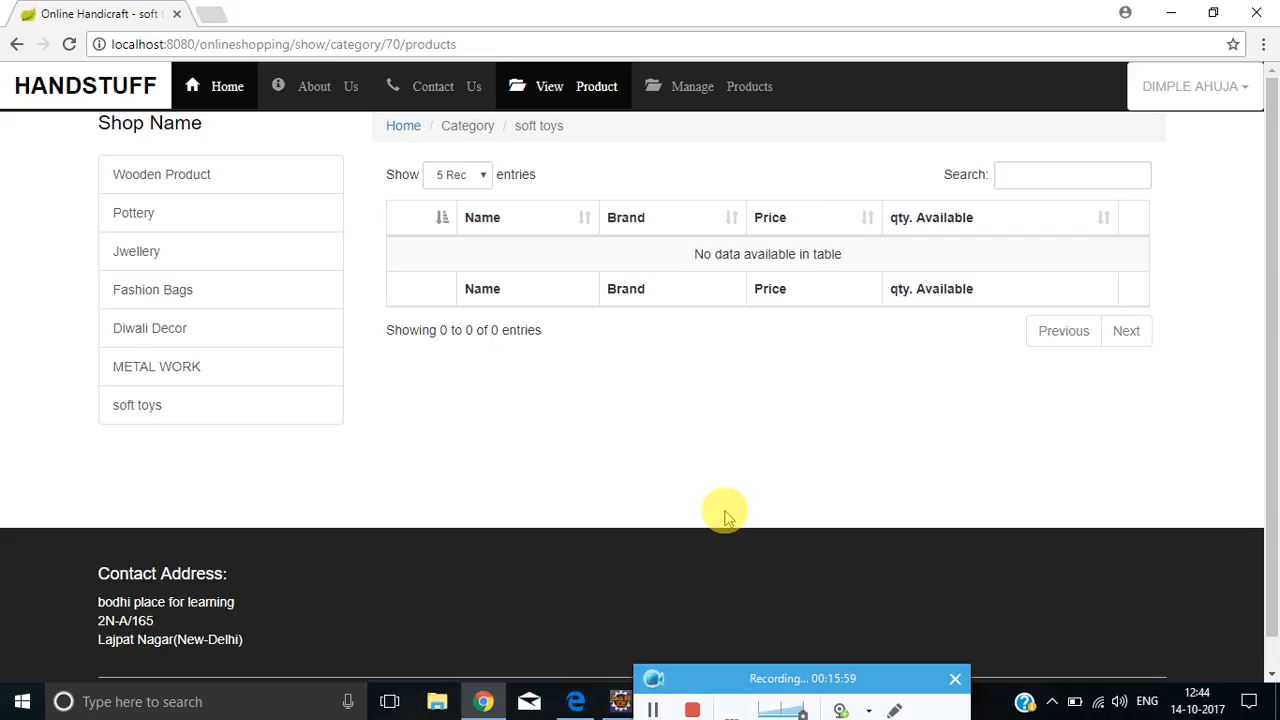 Online Handicraft - soft t
localhost:8080/onlineshopping/show/category/70/products
HANDSTUFF
Home
About Us
Contact Us
View Product
Manage Products
DIMPLE AHUJA
Shop Name
Home / Category / soft toys
Wooden Product
Pottery
Jwellery
Fashion Bags
Diwali Decor
METAL WORK
soft toys
Show 5 Rec entries
Search:
Name Brand Price qty. Available
No data available in table
Name Brand Price qty. Available
Showing 0 to 0 of 0 entries
Previous Next
Contact Address:
bodhi place for learning
2N-A/165
Lajpat Nagar(New-Delhi)
Recording... 00:15:59
Type here to search
ENG
12:44
14-10-2017